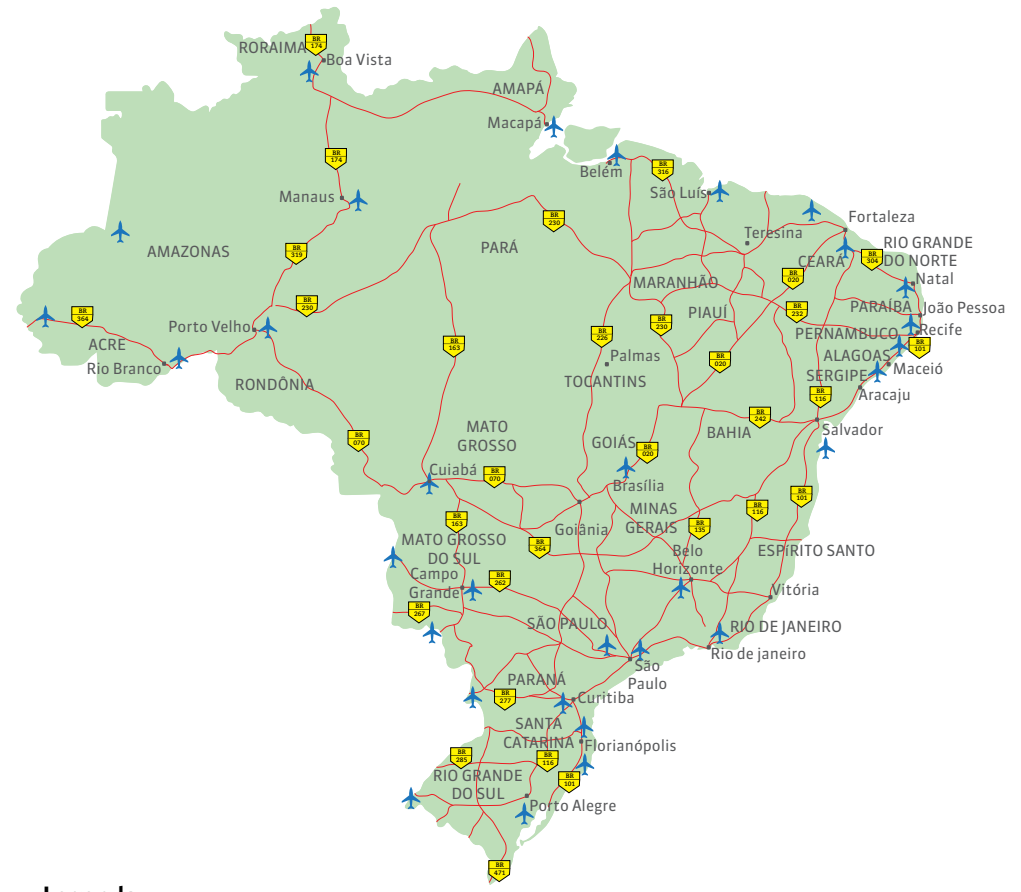 BR
174
RORAIMA
Boa Vista
AMAPÁ
Macapá
BR
174
Belém
BR
316
Manaus
São Luís
BR
230
Fortaleza
Teresina
AMAZONAS
BR
319
PARÁ
RIO GRANDE
DO NORTE
CEARÁ
BR
304
BR
020
MARANHÃO
Natal
BR
364
BR
230
PIAUÍ
BR
232
PARAÍBA
João Pessoa
Porto Velho
BR
230
PERNAMBUCO
Recife
ACRE
BR
163
BR
226
BR
101
Rio Branco
Palmas
BR
020
ALAGOAS
Maceió
RONDÔNIA
TOCANTINS
SERGIPE
Aracaju
BR
116
BR
242
MATO
GROSSO
BR
070
GOIÁS
BAHIA
Salvador
BR
020
Cuiabá
BR
070
Brasília
BR
101
MINAS
GERAIS
BR
116
BR
163
Goiânia
BR
135
MATO GROSSO
DO SUL
BR
364
Belo
Horizonte
ESPÍRITO SANTO
Campo
Grande
BR
262
Vitória
BR
267
SÃO PAULO
RIO DE JANEIRO
Rio de janeiro
São
Paulo
PARANÁ
BR
277
Curitiba
SANTA
CATARINA
Florianópolis
BR
285
BR
116
RIO GRANDE
DO SUL
BR
101
Porto Alegre
BR
471